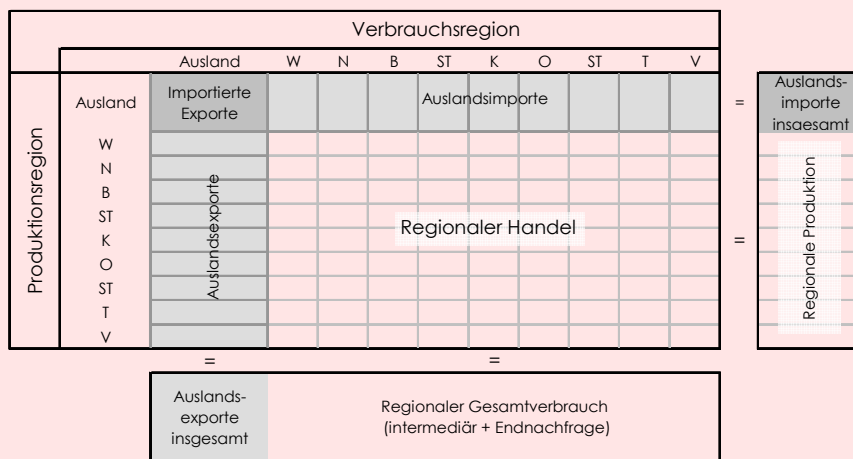 Verbrauchsregion
Ausland W N B ST K O ST T V
Produktionsregion
Ausland
Importierte
Exporte
Auslandsimporte
=
Auslands-
importe
insaesamt
W
N
B
ST
K
O
ST
T
V
Auslandsexporte
Regionaler Handel
=
Regionale Produktion
= =
Auslands-
exporte
insgesamt
Regionaler Gesamtverbrauch
(intermediär + Endnachfrage)